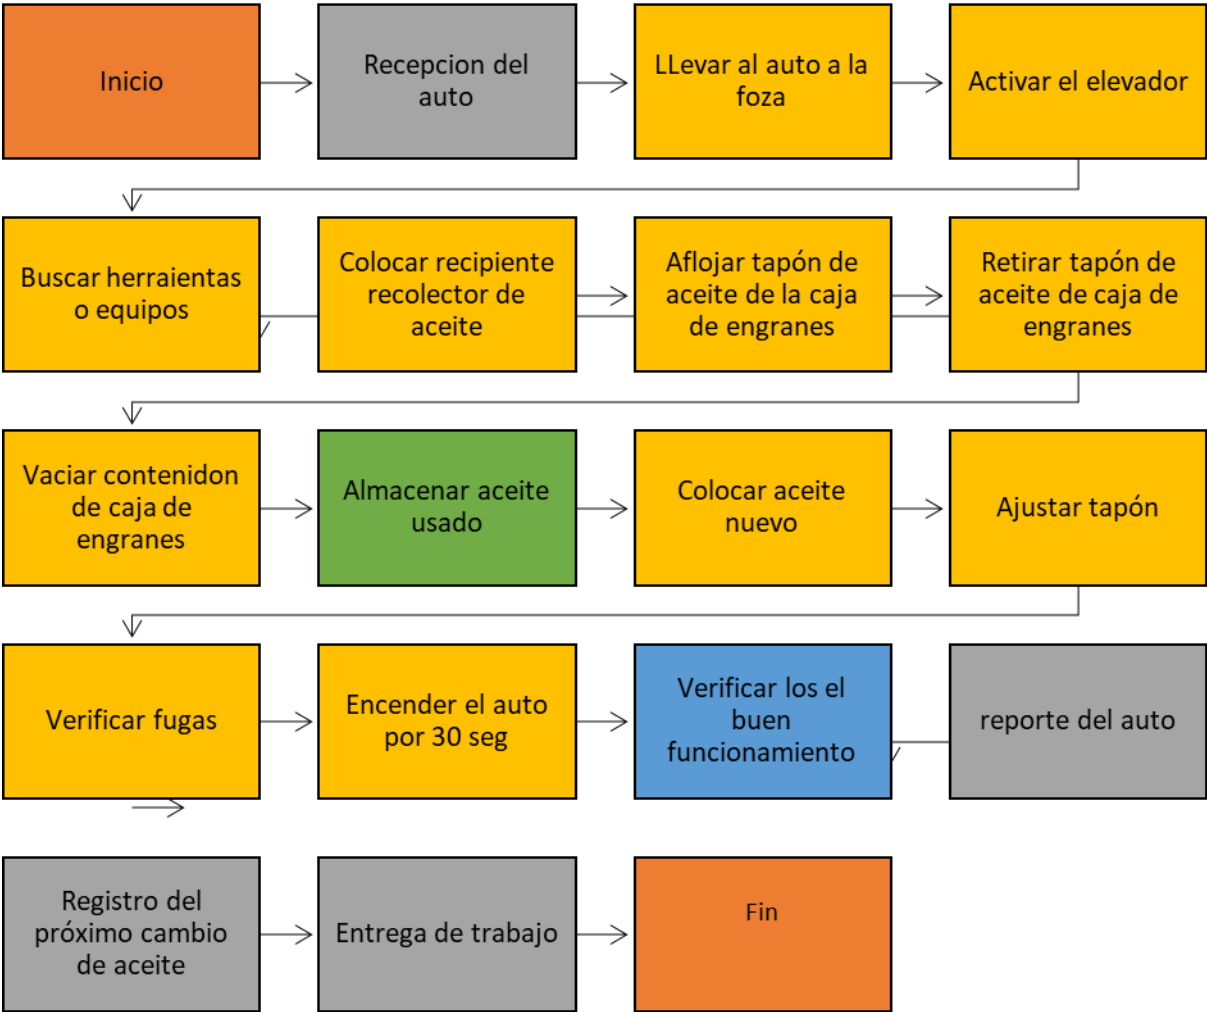 Inicio
Recepcion del
auto
LLevar al auto a la
foza
Activar el elevador
Buscar herraientas
o equipos
Colocar recipiente
recolector de
aceite
Aflojar tapón de
aceite de la caja
de engranes
Retirar tapón de
aceite de caja de
engranes
Vaciar contenidon
de caja de
engranes
Almacenar aceite
usado
Colocar aceite
nuevo
Ajustar tapón
Verificar fugas
Encender el auto
por 30 seg
Verificar los el
buen
funcionamiento
reporte del auto
Registro del
próximo cambio
de aceite
Entrega de trabajo
Fin